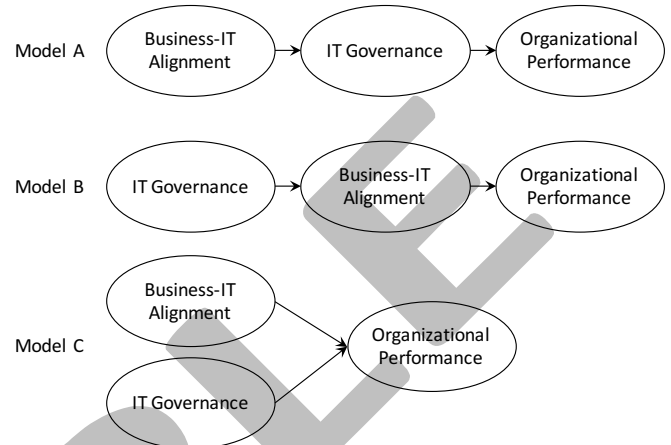 Model A
Business-IT
Alignment
IT Governance
Organizational
Performance
Model B
IT Governance
Business-IT
Alignment
Organizational
Performance
Model C
Business-IT
Alignment
IT Governance
Organizational
Performance